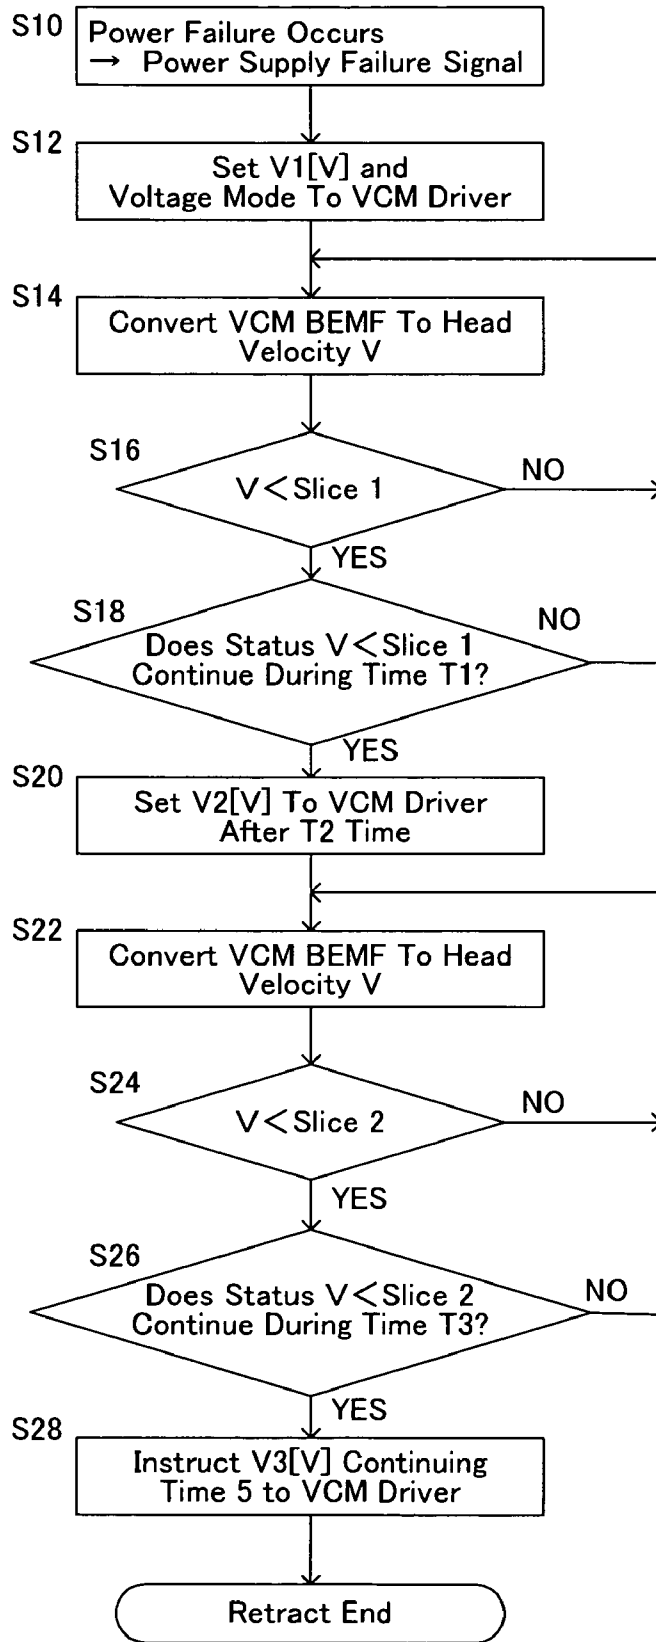 S10
Power Failure Occurs
→ Power Supply Failure Signal
S12
Set V1[V] and
Voltage Mode To VCM Driver
S14
Convert VCM BEMF To Head
Velocity V
S16
V<Slice 1
NO
YES
S18
Does Status V<Slice 1
Continue During Time T1?
NO
YES
S20
Set V2[V] To VCM Driver
After T2 Time
S22
Convert VCM BEMF To Head
Velocity V
S24
V<Slice 2
NO
YES
S26
Does Status V<Slice 2
Continue During Time T3?
NO
YES
S28
Instruct V3[V] Continuing
Time 5 to VCM Driver
Retract End